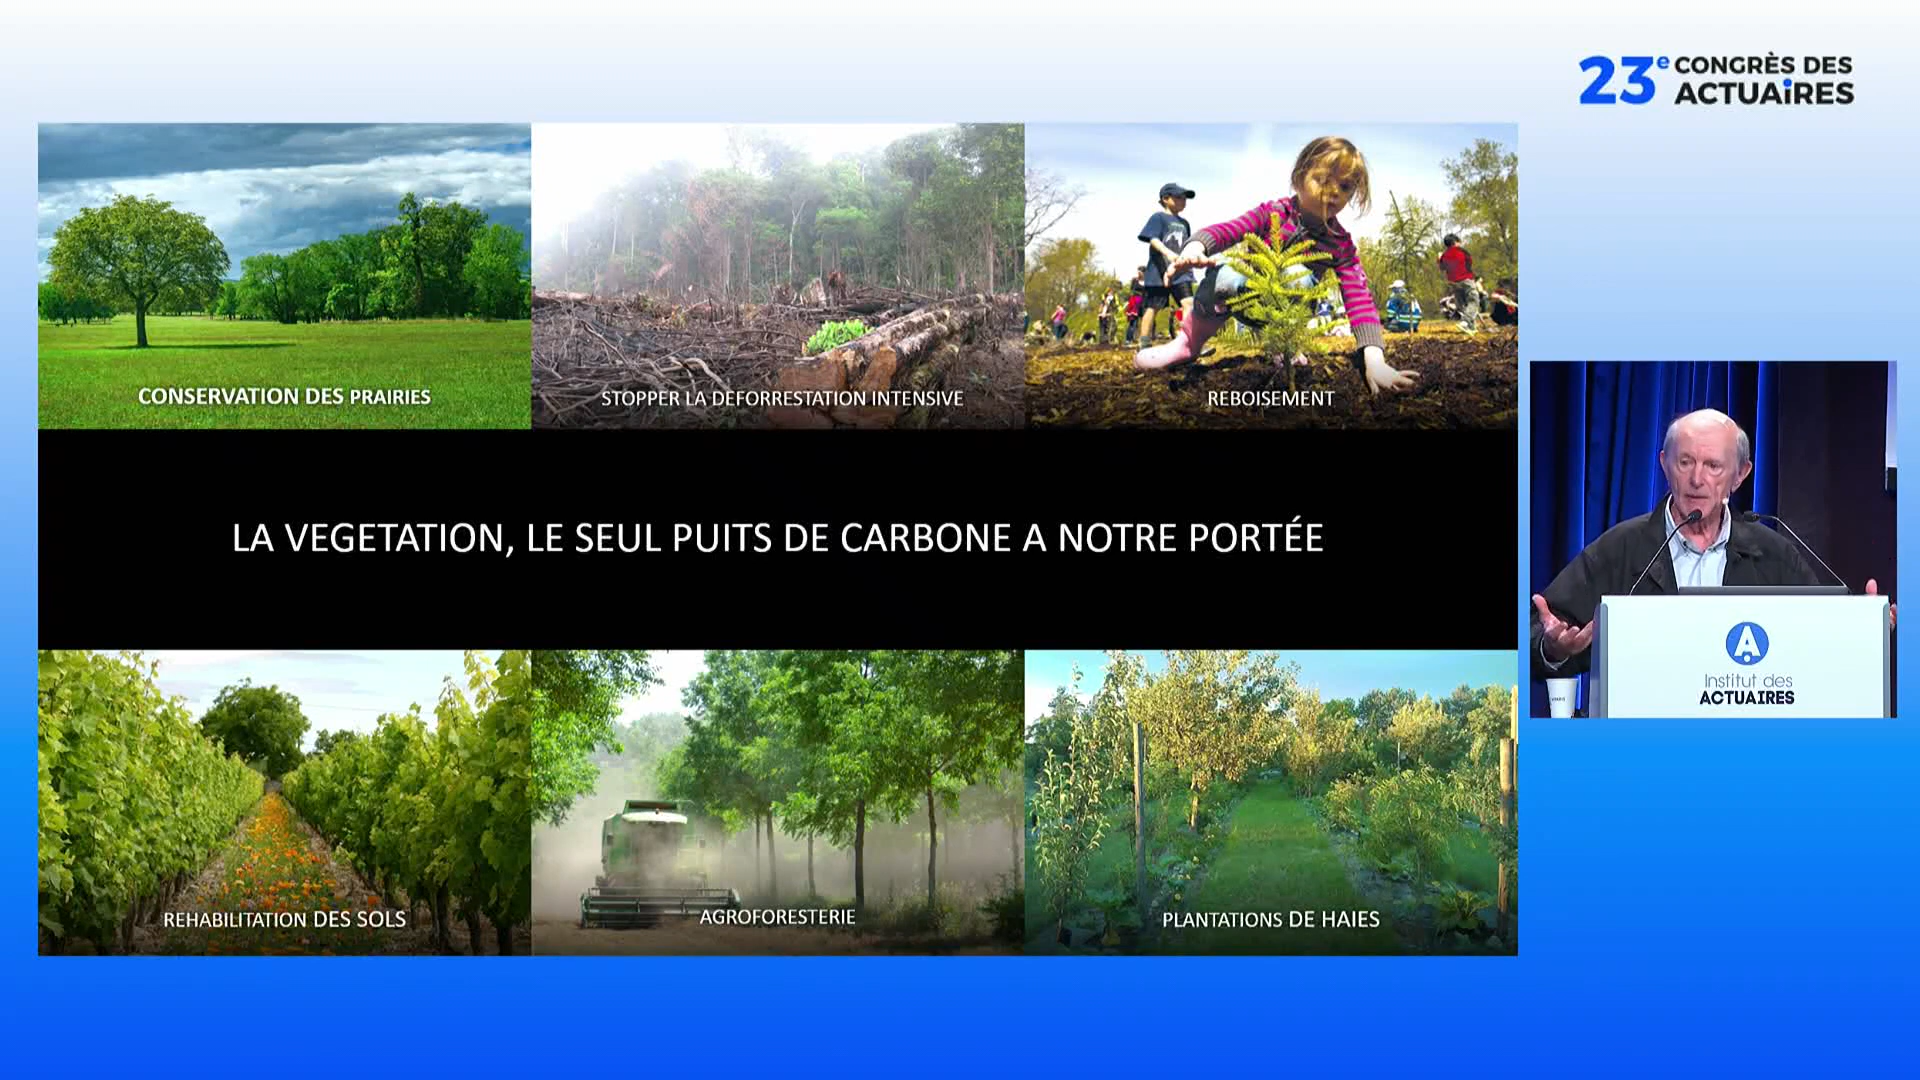 23e CONGRÈS DES
ACTUAiRES
CONSERVATION DES PRAIRIES
STOPPER LA DEFORRESTATION INTENSIVE
REBOISEMENT
LA VEGETATION, LE SEUL PUITS DE CARBONE A NOTRE PORTÉE
REHABILITATION DES SOLS
AGROFORESTERIE
PLANTATIONS DE HAIES
A
Institut des
ACTUAIRES